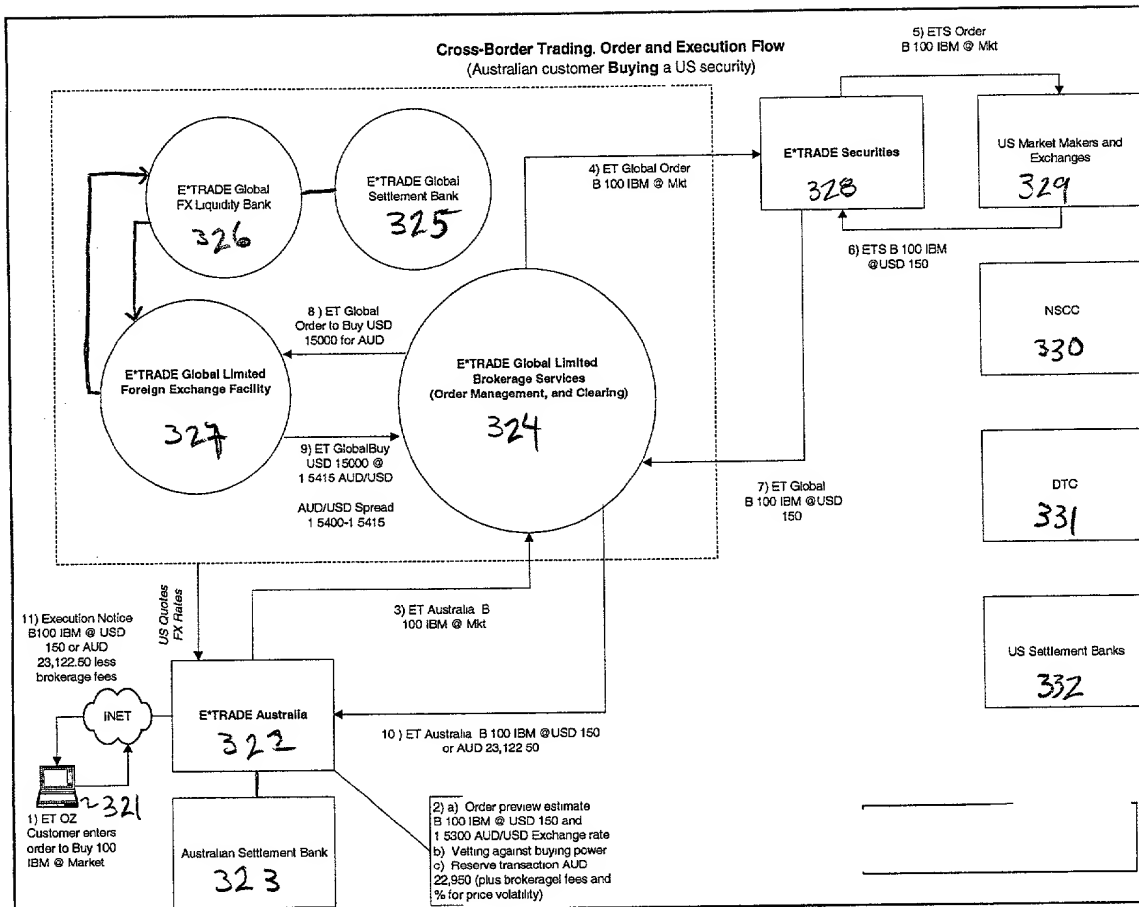 Cross-Border Trading. Order and Execution Flow
(Australian customer Buying a US security)
5) ETS Order
B 100 IBM @ Mkt
E*TRADE Global
FX Liquidity Bank
326
E*TRADE Global
Settlement Bank
325
4) ET Global Order
B 100 IBM @ Mkt
E*TRADE Securities
328
US Market Makers and
Exchanges
329
6) ETS B 100 IBM
@USD 150
8 ) ET Global
Order to Buy USD
15000 for AUD
E*TRADE Global Limited
Foreign Exchange Facility
327
E*TRADE Global Limited
Brokerage Services
(Order Management, and Clearing)
324
9) ET GlobalBuy
USD 15000 @
1 5415 AUD/USD
AUD/USD Spread
1 5400-1 5415
7) ET Global
B 100 IBM @USD
150
NSCC
330
DTC
331
US Settlement Banks
332
US Quotes
FX Rates
3) ET Australia B
100 IBM @ Mkt
11) Execution Notice
B100 IBM @ USD
150 or AUD
23,122.50 less
brokerage fees
INET
E*TRADE Australia
322
10 ) ET Australia B 100 IBM @USD 150
or AUD 23,122 50
~321
1) ET OZ
Customer enters
order to Buy 100
IBM @ Market
Australian Settlement Bank
323
2) a) Order preview estimate
B 100 IBM @ USD 150 and
1 5300 AUD/USD Exchange rate
b) Vetting against buying power
c) Reserve transaction AUD
22,950 (plus brokeragel fees and
% for price volatility)